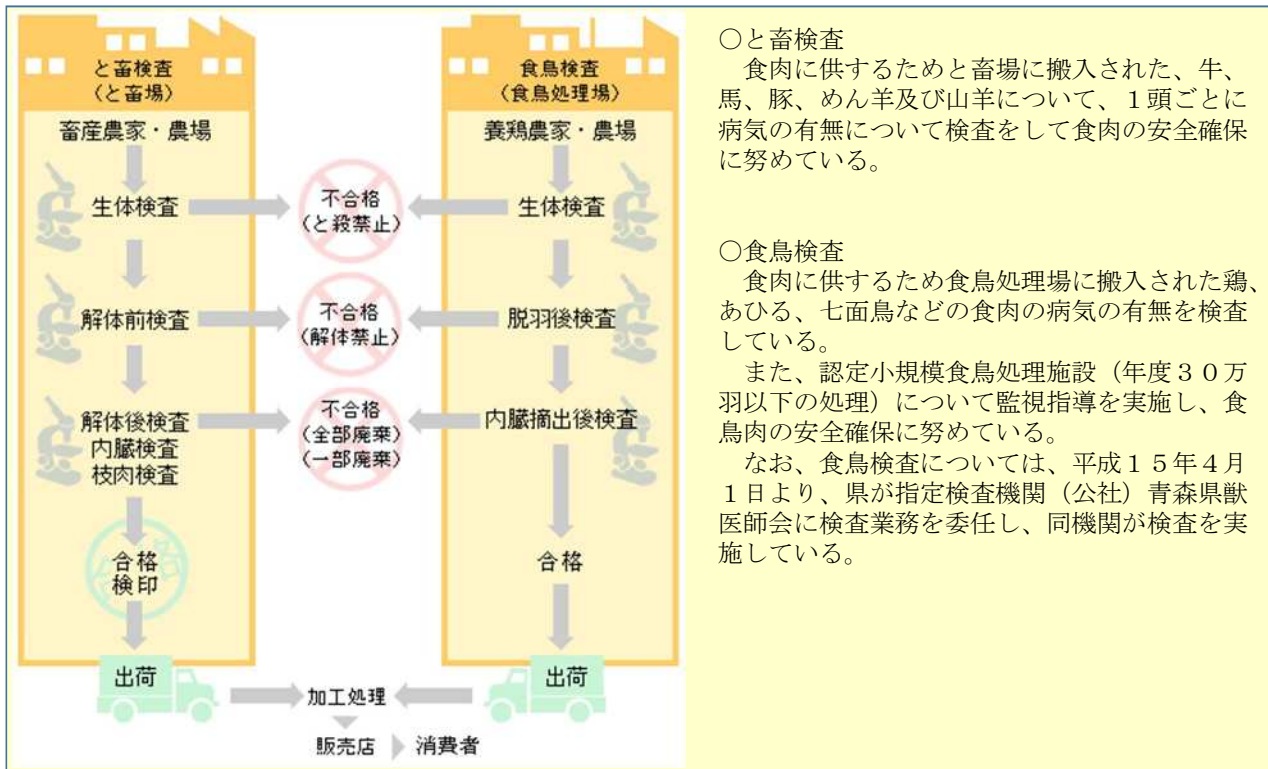 と畜検査
（と畜場）
畜産農家・農場
生体検査
解体前検査
解体後検査
内臓検査
枝肉検査
合格
検印
出荷
不合格
（と殺禁止）
不合格
（解体禁止）
不合格
（全部廃棄）
（一部廃棄）
食鳥検査
（食鳥処理場）
養鶏農家・農場
生体検査
脱羽後検査
内臓摘出後検査
合格
出荷
加工処理
販売店
消費者
○と畜検査
食肉に供するためと畜場に搬入された、牛、
馬、豚、めん羊及び山羊について、１頭ごとに
病気の有無について検査をして食肉の安全確保
に努めている。
○食鳥検査
食肉に供するため食鳥処理場に搬入された鶏、
あひる、七面鳥などの食肉の病気の有無を検査
している。
また、認定小規模食鳥処理施設（年度３０万
羽以下の処理）について監視指導を実施し、食
鳥肉の安全確保に努めている。
なお、食鳥検査については、平成１５年４月
１日より、県が指定検査機関（公社）青森県獣
医師会に検査業務を委任し、同機関が検査を実
施している。